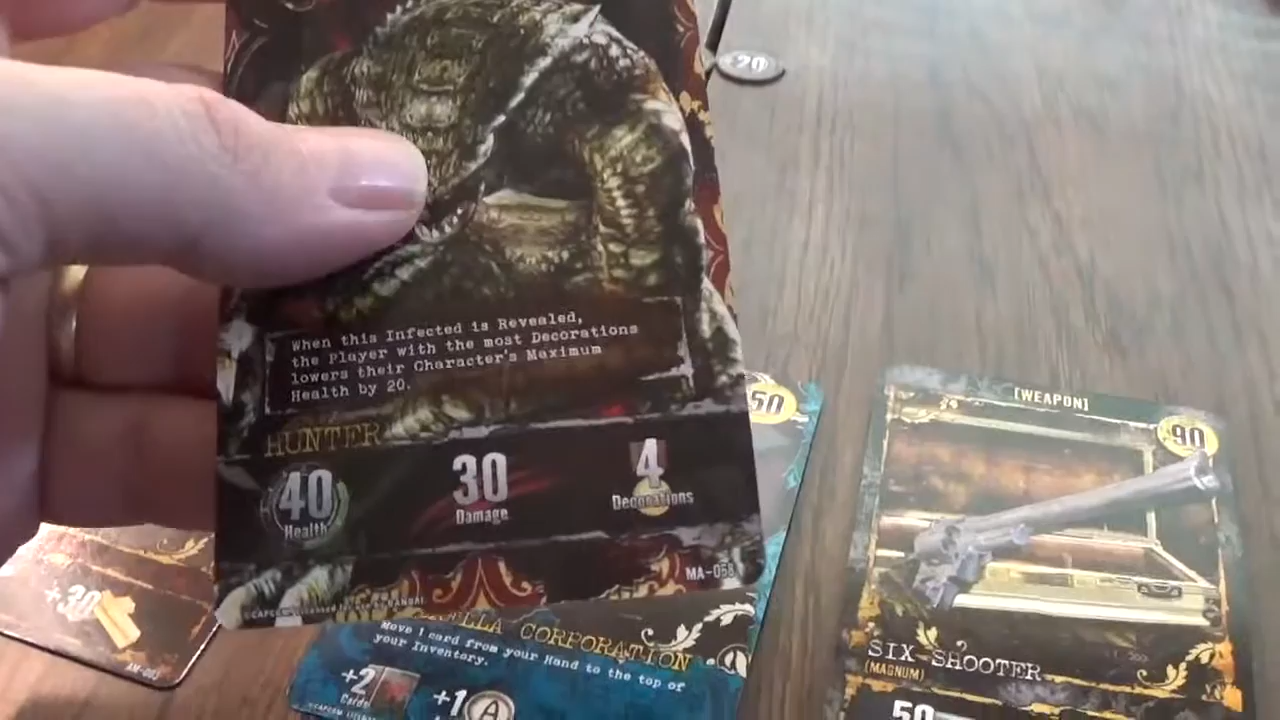 20
When this Infected is Revealed,
the Player with the most Decorations
lowers their Character's Maximum
Health by 20.
HUNTER
40
Health
30
Damage
4
Decorations
MA-058
50
[WEAPON]
90
SIX-SHOOTER
(MAGNUM)
50
+30
CORPORATION
Move 1 card from your Hand to the top of
your Inventory.
+2
Cards
+1
A